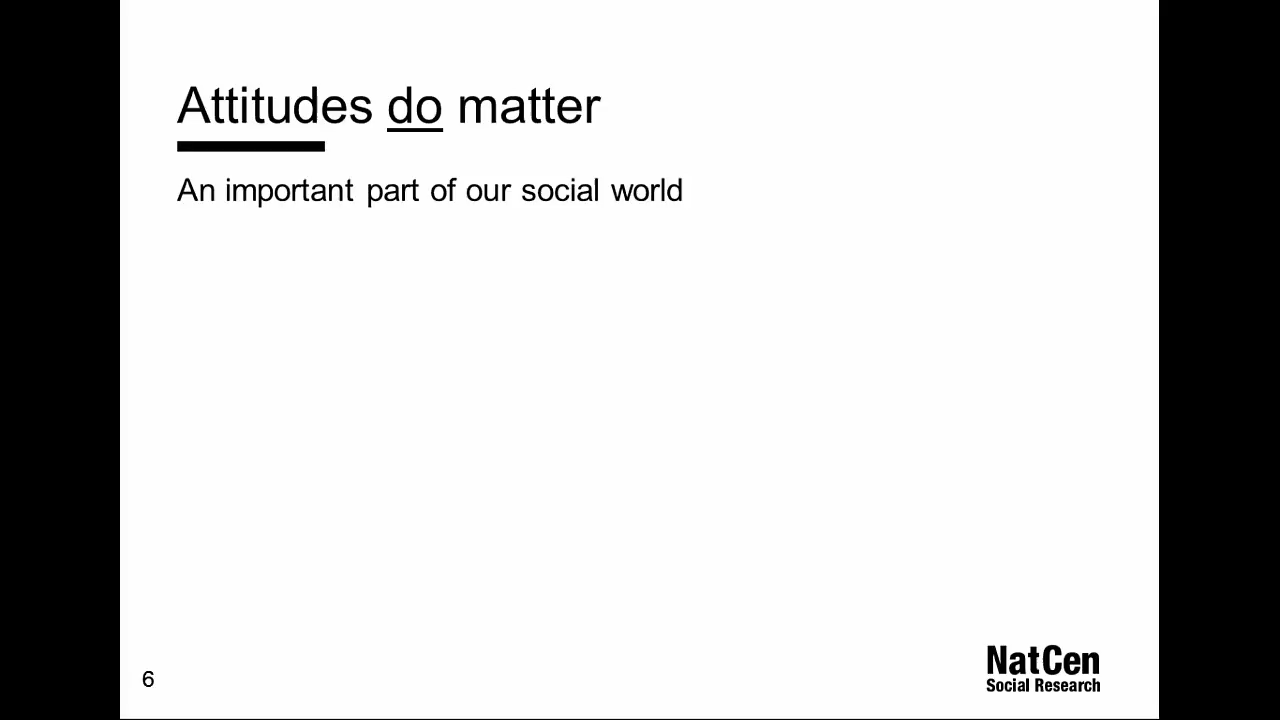 Attitudes do matter
An important part of our social world
6
NatCen
Social Research